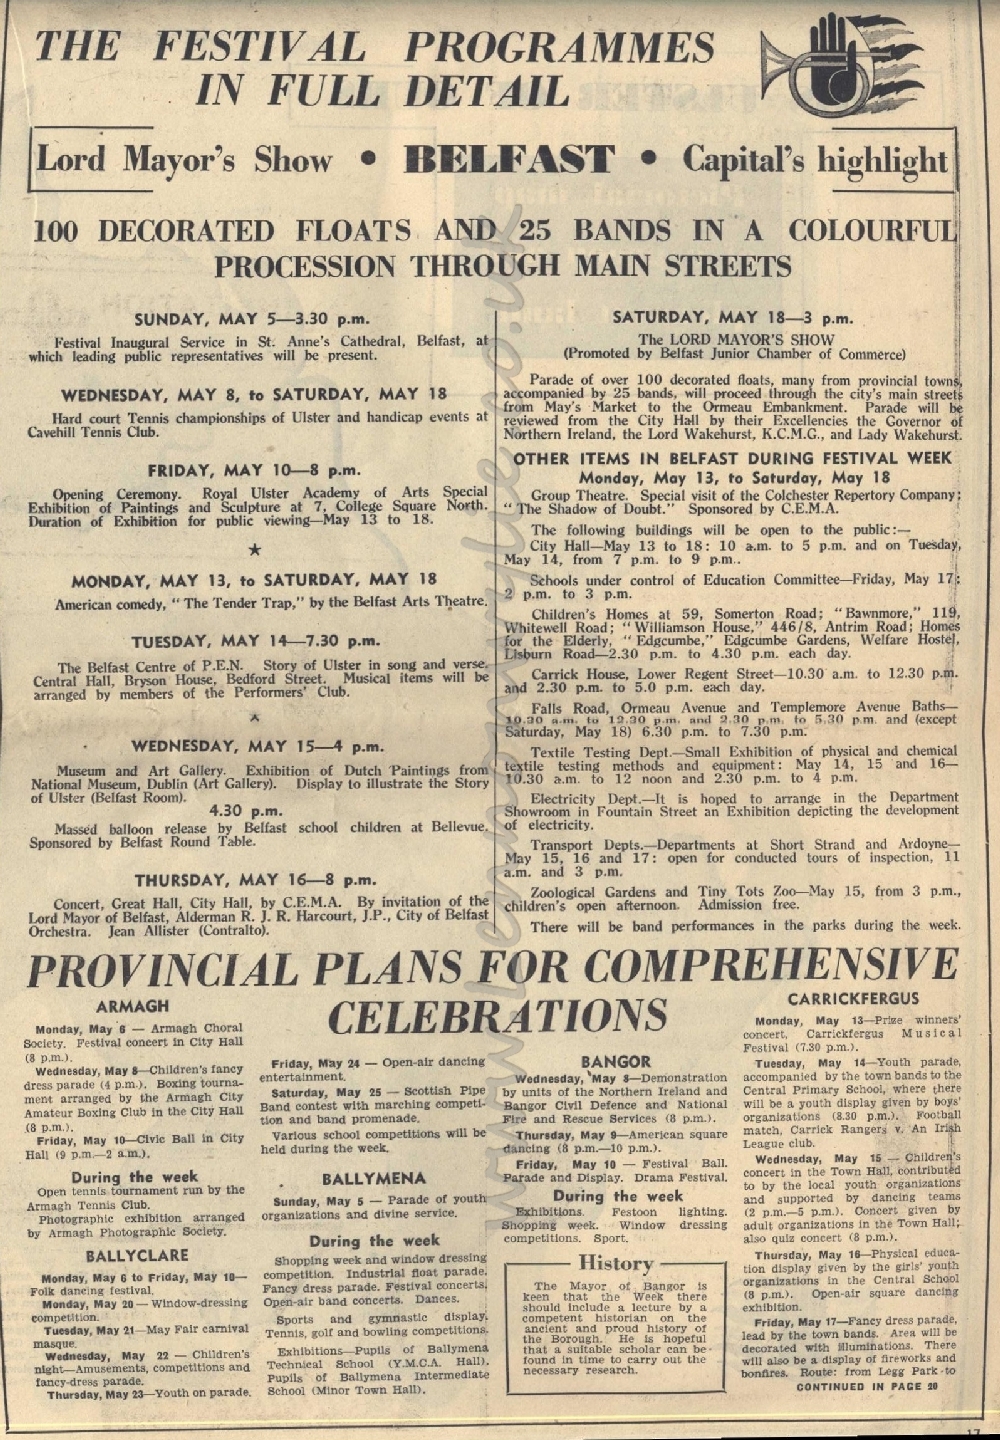 THE FESTIVAL PROGRAMMES
IN FULL DETAIL
Lord Mayor's Show • BELFAST • Capital's highlight
100 DECORATED FLOATS AND 25 BANDS IN A COLOURFUL
PROCESSION THROUGH MAIN STREETS
SUNDAY, MAY 5—3.30 p.m.
Festival Inaugural Service in St. Anne's Cathedral, Belfast, at
which leading public representatives will be present.
WEDNESDAY, MAY 8, to SATURDAY, MAY 18
Hard court Tennis championships of Ulster and handicap events at
Cavehill Tennis Club.
FRIDAY, MAY 10—8 p.m.
Opening Ceremony. Royal Ulster Academy of Arts Special
Exhibition of Paintings and Sculpture at 7, College Square North.
Duration of Exhibition for public viewing—May 13 to 18.
★
MONDAY, MAY 13, to SATURDAY, MAY 18
American comedy, "The Tender Trap," by the Belfast Arts Theatre.
TUESDAY, MAY 14—7.30 p.m.
The Belfast Centre of P.E.N. Story of Ulster in song and verse.
Central Hall, Bryson House, Bedford Street. Musical items will be
arranged by members of the Performers' Club.
WEDNESDAY, MAY 15—4 p.m.
Museum and Art Gallery. Exhibition of Dutch Paintings from
National Museum, Dublin (Art Gallery). Display to illustrate the Story
of Ulster (Belfast Room).
4.30 p.m.
Massed balloon release by Belfast school children at Bellevue.
Sponsored by Belfast Round Table.
THURSDAY, MAY 16—8 p.m.
Concert, Great Hall, City Hall, by C.E.M.A. By invitation of the
Lord Mayor of Belfast, Alderman R. J. R. Harcourt, J.P., City of Belfast
Orchestra. Jean Allister (Contralto).
SATURDAY, MAY 18—3 p.m.
The LORD MAYOR'S SHOW
(Promoted by Belfast Junior Chamber of Commerce)
Parade of over 100 decorated floats, many from provincial towns,
accompanied by 25 bands, will proceed through the city's main streets
from May's Market to the Ormeau Embankment. Parade will be
reviewed from the City Hall by their Excellencies the Governor of
Northern Ireland, the Lord Wakehurst, K.C.M.G., and Lady Wakehurst.
OTHER ITEMS IN BELFAST DURING FESTIVAL WEEK
Monday, May 13, to Saturday, May 18
Group Theatre. Special visit of the Colchester Repertory Company:
"The Shadow of Doubt." Sponsored by C.E.M.A.
The following buildings will be open to the public:—
City Hall—May 13 to 18: 10 a.m. to 5 p.m. and on Tuesday,
May 14, from 7 p.m. to 9 p.m..
Schools under control of Education Committee—Friday, May 17:
2 p.m. to 3 p.m.
Children's Homes at 59, Somerton Road; "Bawnmore," 119,
Whitewell Road; "Williamson House," 446/8, Antrim Road; Homes
for the Elderly, "Edgcumbe," Edgcumbe Gardens, Welfare Hostel,
Lisburn Road—2.30 p.m. to 4.30 p.m. each day.
Carrick House, Lower Regent Street—10.30 a.m. to 12.30 p.m.
and 2.30 p.m. to 5.0 p.m. each day.
Falls Road, Ormeau Avenue and Templemore Avenue Baths—
10.30 a.m. to 12.30 p.m. and 2.30 p.m. to 5.30 p.m. and (except
Saturday, May 18) 6.30 p.m. to 7.30 p.m.
Textile Testing Dept.—Small Exhibition of physical and chemical
textile testing methods and equipment: May 14, 15 and 16—
10.30 a.m. to 12 noon and 2.30 p.m. to 4 p.m.
Electricity Dept.—It is hoped to arrange in the Department
Showroom in Fountain Street an Exhibition depicting the development
of electricity.
Transport Depts.—Departments at Short Strand and Ardoyne—
May 15, 16 and 17: open for conducted tours of inspection, 11
a.m. and 3 p.m.
Zoological Gardens and Tiny Tots Zoo—May 15, from 3 p.m.,
children's open afternoon. Admission free.
There will be band performances in the parks during the week.
PROVINCIAL PLANS FOR COMPREHENSIVE
CELEBRATIONS
ARMAGH
Monday, May 6 — Armagh Choral
Society. Festival concert in City Hall
(8 p.m.).
Wednesday, May 8—Children's fancy
dress parade (4 p.m.). Boxing tourna-
ment arranged by the Armagh City
Amateur Boxing Club in the City Hall
(8 p.m.).
Friday, May 10—Civic Ball in City
Hall (9 p.m.—2 a.m.).
During the week
Open tennis tournament run by the
Armagh Tennis Club.
Photographic exhibition arranged
by Armagh Photographic Society.
BALLYCLARE
Monday, May 6 to Friday, May 10—
Folk dancing festival.
Monday, May 20 — Window-dressing
competition.
Tuesday, May 21—May Fair carnival
masque.
Wednesday, May 22 — Children's
night—Amusements, competitions and
fancy-dress parade.
Thursday, May 23—Youth on parade.
Friday, May 24 — Open-air dancing
entertainment.
Saturday, May 25 — Scottish Pipe
Band contest with marching competi-
tion and band promenade.
Various school competitions will be
held during the week.
BALLYMENA
Sunday, May 5 — Parade of youth
organizations and divine service.
During the week
Shopping week and window dressing
competition. Industrial float parade.
Fancy dress parade. Festival concerts.
Open-air band concerts. Dances.
Sports and gymnastic display.
Tennis, golf and bowling competitions.
Exhibitions—Pupils of Ballymena
Technical School (Y.M.C.A. Hall).
Pupils of Ballymena Intermediate
School (Minor Town Hall).
BANGOR
Wednesday, May 8—Demonstration
by units of the Northern Ireland and
Bangor Civil Defence and National
Fire and Rescue Services (8 p.m.).
Thursday, May 9—American square
dancing (8 p.m.—10 p.m.).
Friday, May 10 — Festival Ball.
Parade and Display. Drama Festival.
During the week
Exhibitions. Festoon lighting.
Shopping week. Window dressing
competitions. Sport.
History
The Mayor of Bangor is
keen that the Week there
should include a lecture by a
competent historian on the
ancient and proud history of
the Borough. He is hopeful
that a suitable scholar can be
found in time to carry out the
necessary research.
CARRICKFERGUS
Monday, May 13—Prize winners'
concert, Carrickfergus Musical
Festival (7.30 p.m.).
Tuesday, May 14—Youth parade,
accompanied by the town bands to the
Central Primary School, where there
will be a youth display given by boys'
organizations (8.30 p.m.). Football
match, Carrick Rangers v. An Irish
League club.
Wednesday, May 15 — Children's
concert in the Town Hall, contributed
to by the local youth organizations
and supported by dancing teams
(2 p.m.—5 p.m.). Concert given by
adult organizations in the Town Hall;
also quiz concert (8 p.m.).
Thursday, May 16—Physical educa-
tion display given by the girls' youth
organizations in the Central School
(8 p.m.). Open-air square dancing
exhibition.
Friday, May 17—Fancy dress parade,
lead by the town bands. Area will be
decorated with illuminations. There
will also be a display of fireworks and
bonfires. Route: from Legg Park to
CONTINUED IN PAGE 20
17